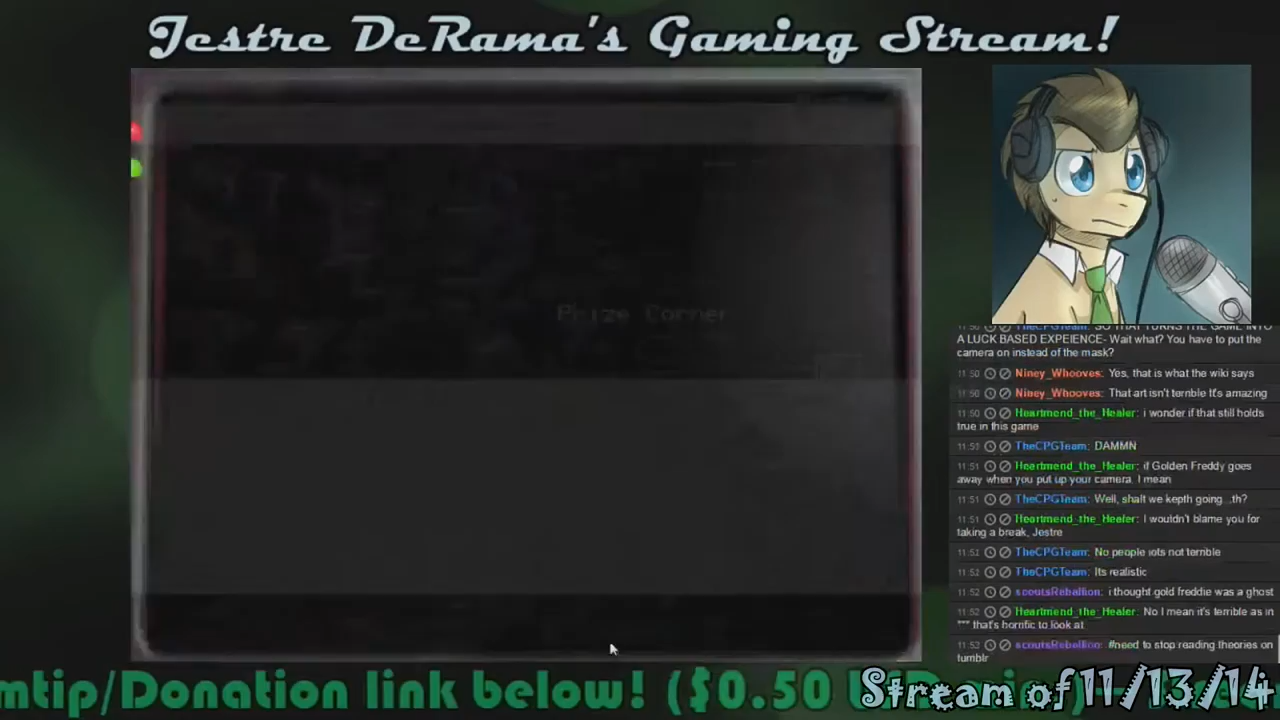 Jestre DeRama's Gaming Stream!
Prize Corner
11:50 TheCPGTeam: SO THAT TURNS THE GAME INTO
A LUCK BASED EXPEIENCE- Wait what? You have to put the
camera on instead of the mask?
11:50 Niney_Whooves: Yes, that is what the wiki says
11:50 Niney_Whooves: That art isn't terrible It's amazing
11:50 Heartmend_the_Healer: i wonder if that still holds
true in this game
11:51 TheCPGTeam: DAMMN
11:51 Heartmend_the_Healer: if Golden Freddy goes
away when you put up your camera, I mean
11:51 TheCPGTeam: Well, shalt we kepth going...th?
11:51 Heartmend_the_Healer: I wouldn't blame you for
taking a break, Jestre
11:52 TheCPGTeam: No people iots not terrible
11:52 TheCPGTeam: Its realistic
11:52 scoutsRebellion: i thought gold freddie was a ghost
11:52 Heartmend_the_Healer: No I mean it's terrible as in
*** that's horrific to look at
11:53 scoutsRebellion: #need to stop reading theories on
tumblr
mtip/Donation link below! ($0.50 U
Stream of 11/13/14